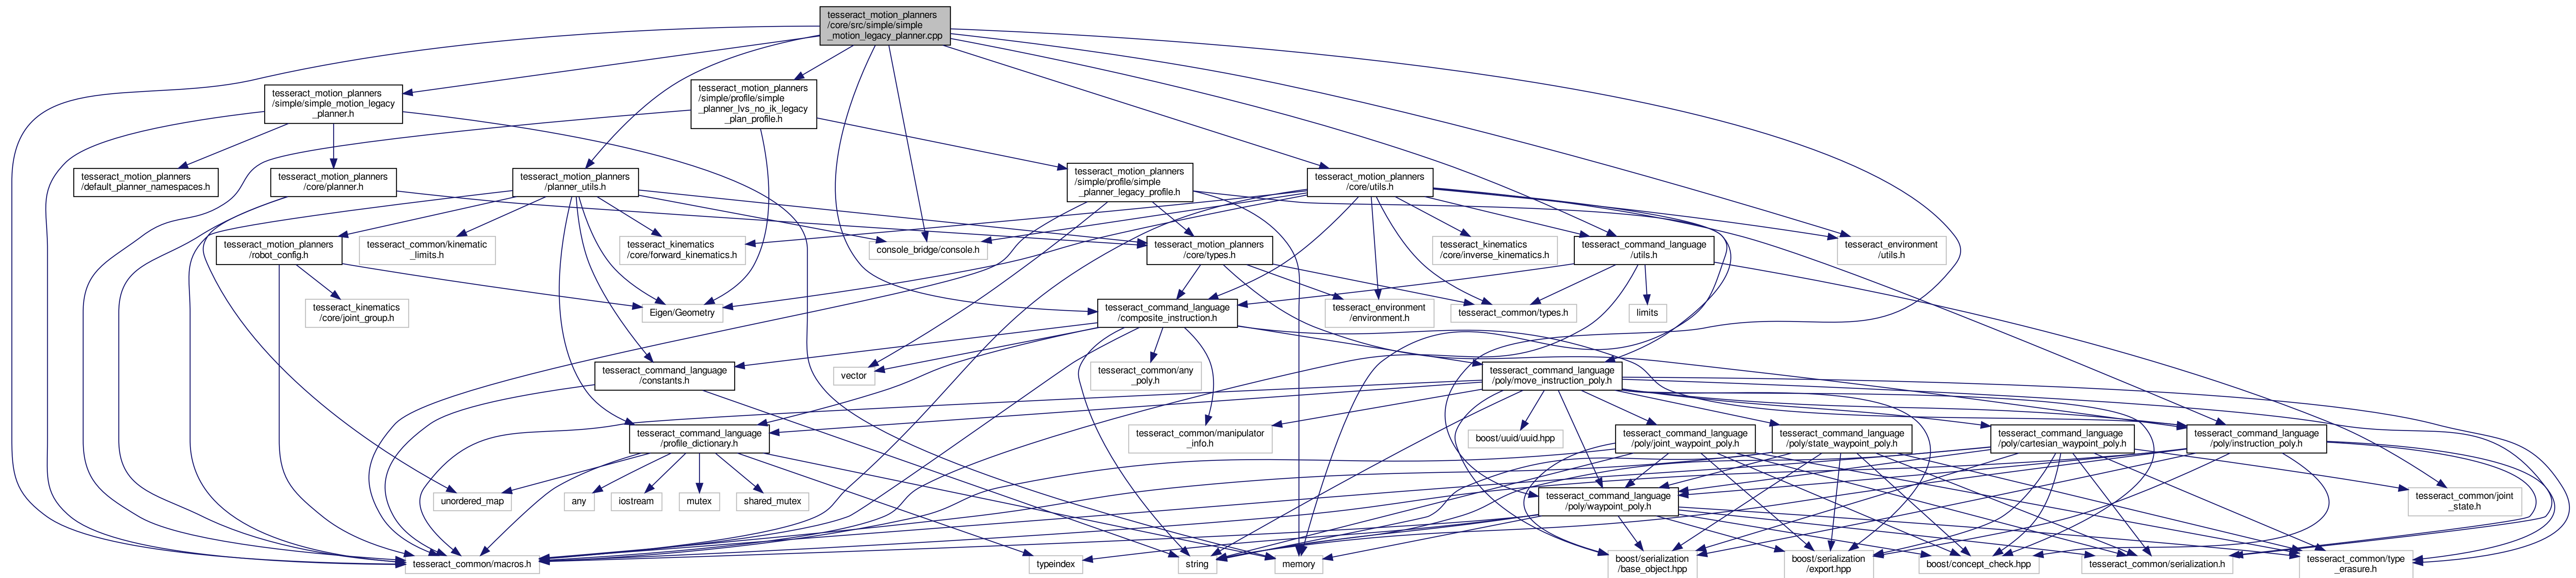 tesseract_motion_planners
/core/src/simple/simple
_motion_legacy_planner.cpp
tesseract_motion_planners
/simple/simple_motion_legacy
_planner.h
tesseract_motion_planners
/simple/profile/simple
_planner_lvs_no_ik_legacy
_plan_profile.h
tesseract_motion_planners
/default_planner_namespaces.h
tesseract_motion_planners
/core/planner.h
tesseract_motion_planners
/planner_utils.h
tesseract_motion_planners
/simple/profile/simple
_planner_legacy_profile.h
tesseract_motion_planners
/core/utils.h
tesseract_motion_planners
/robot_config.h
tesseract_common/kinematic
_limits.h
tesseract_kinematics
/core/forward_kinematics.h
console_bridge/console.h
tesseract_motion_planners
/core/types.h
tesseract_kinematics
/core/inverse_kinematics.h
tesseract_command_language
/utils.h
tesseract_environment
/utils.h
tesseract_kinematics
/core/joint_group.h
Eigen/Geometry
tesseract_command_language
/composite_instruction.h
tesseract_environment
/environment.h
tesseract_common/types.h
limits
tesseract_command_language
/constants.h
vector
tesseract_common/any
_poly.h
tesseract_command_language
/poly/move_instruction_poly.h
tesseract_command_language
/profile_dictionary.h
tesseract_common/manipulator
_info.h
boost/uuid/uuid.hpp
tesseract_command_language
/poly/joint_waypoint_poly.h
tesseract_command_language
/poly/state_waypoint_poly.h
tesseract_command_language
/poly/cartesian_waypoint_poly.h
tesseract_command_language
/poly/instruction_poly.h
unordered_map
any
iostream
mutex
shared_mutex
tesseract_command_language
/poly/waypoint_poly.h
tesseract_common/joint
_state.h
tesseract_common/macros.h
typeindex
string
memory
boost/serialization
/base_object.hpp
boost/serialization
/export.hpp
boost/concept_check.hpp
tesseract_common/serialization.h
tesseract_common/type
_erasure.h